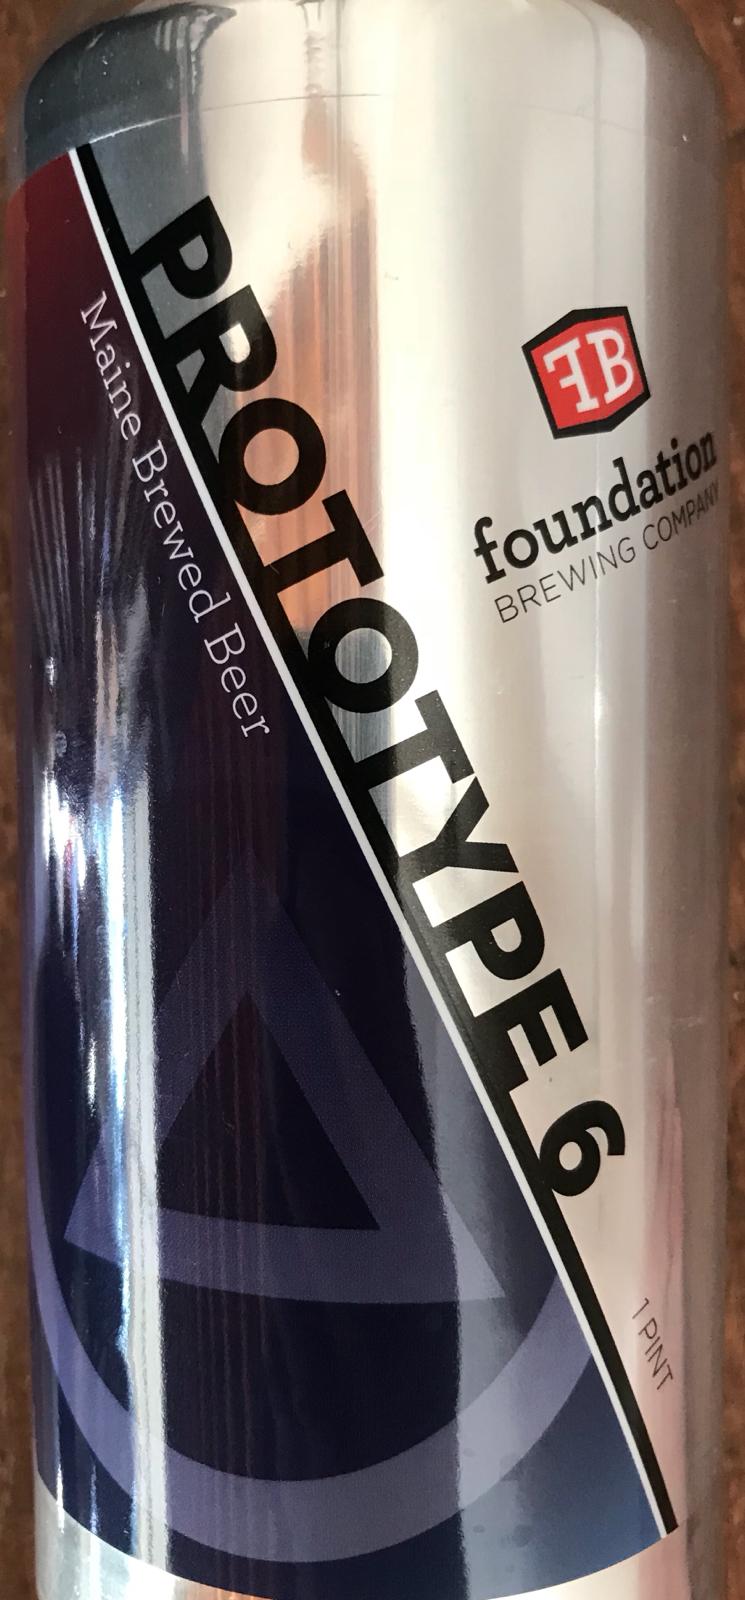 FB
foundation
BREWING COMPANY
PROTOTYPE 6
Maine Brewed Beer
1 PINT